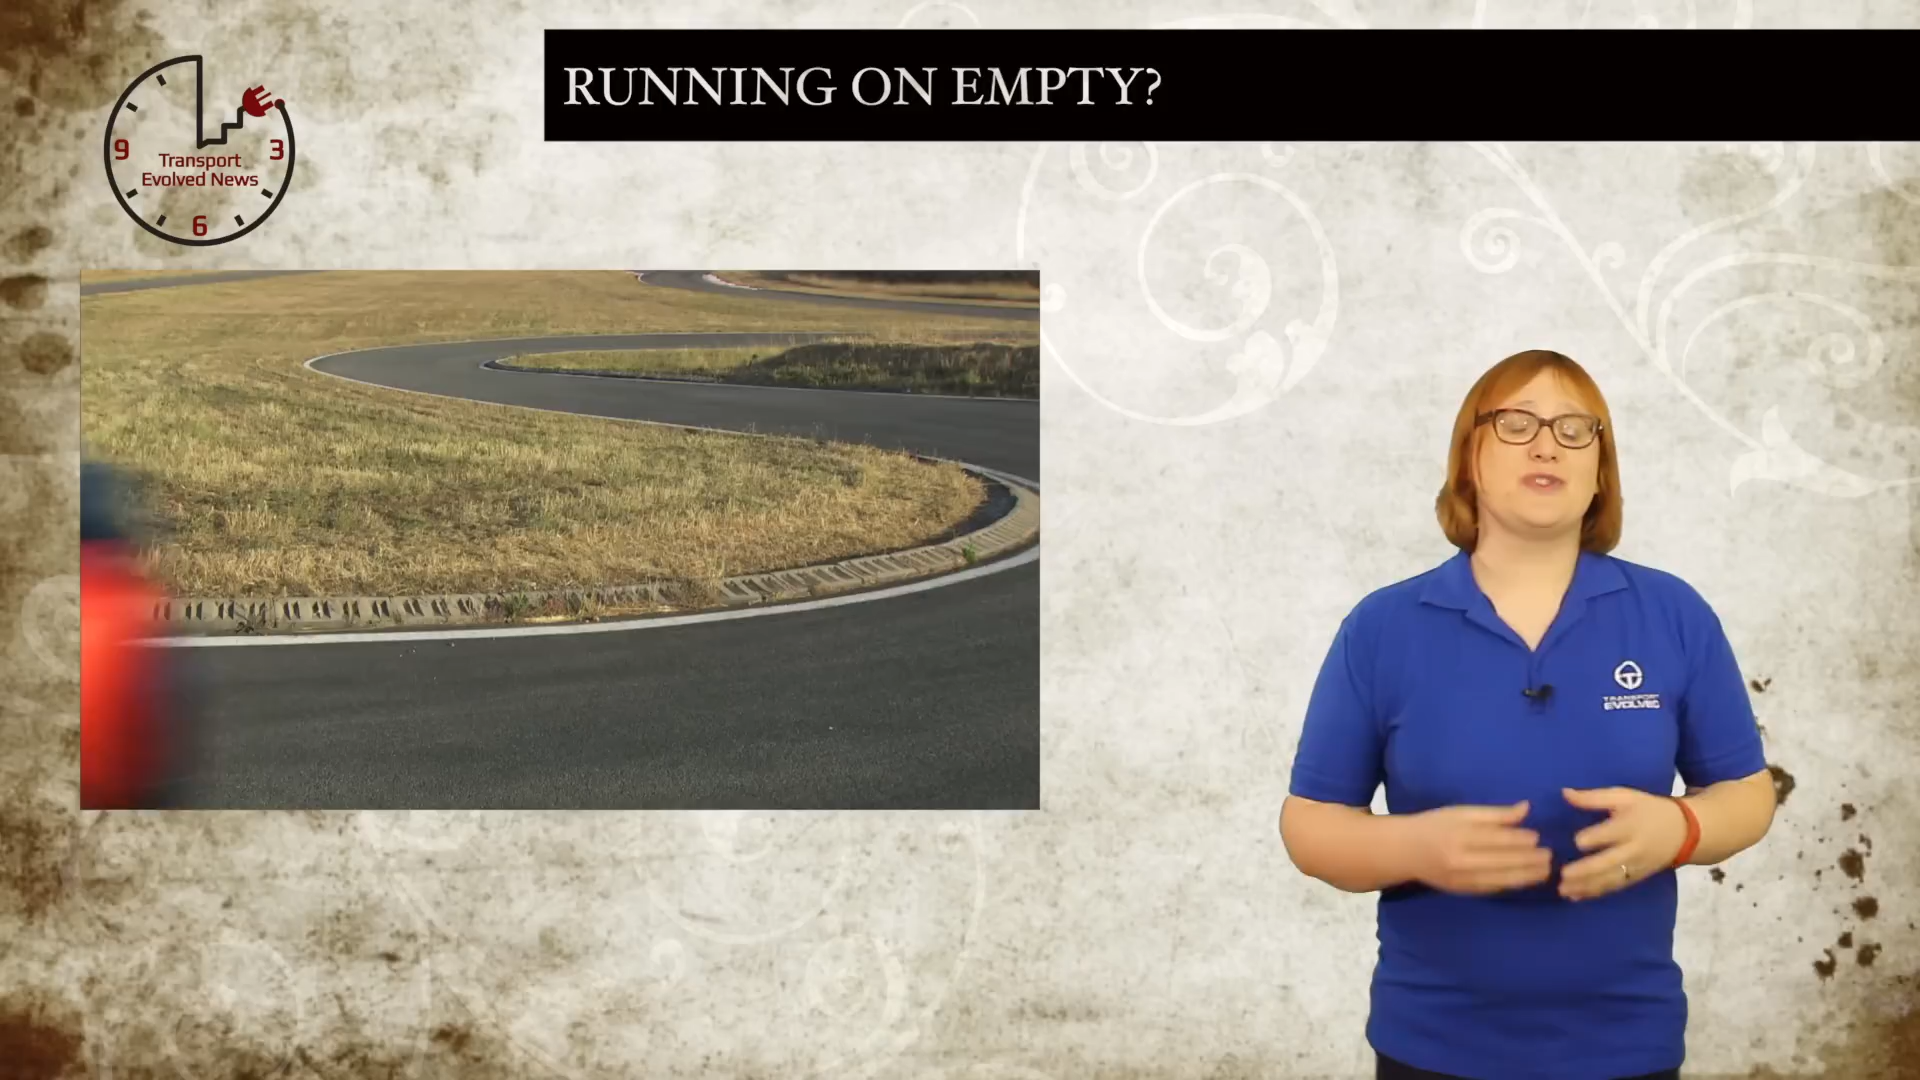 RUNNING ON EMPTY?
9
3
Transport
Evolved News
6
TRANSPORT
EVOLVED